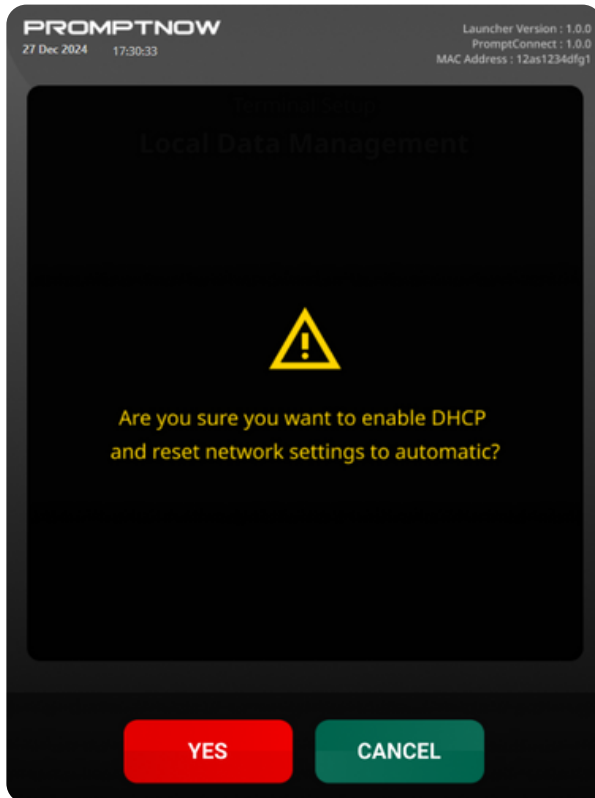 PROMPTNOW
27 Dec 2024 17:30:33
Launcher Version : 1.0.0
PromptConnect : 1.0.0
MAC Address : 12as1234dfg1
Terminal Setup
Local Data Management
Are you sure you want to enable DHCP
and reset network settings to automatic?
YES
CANCEL